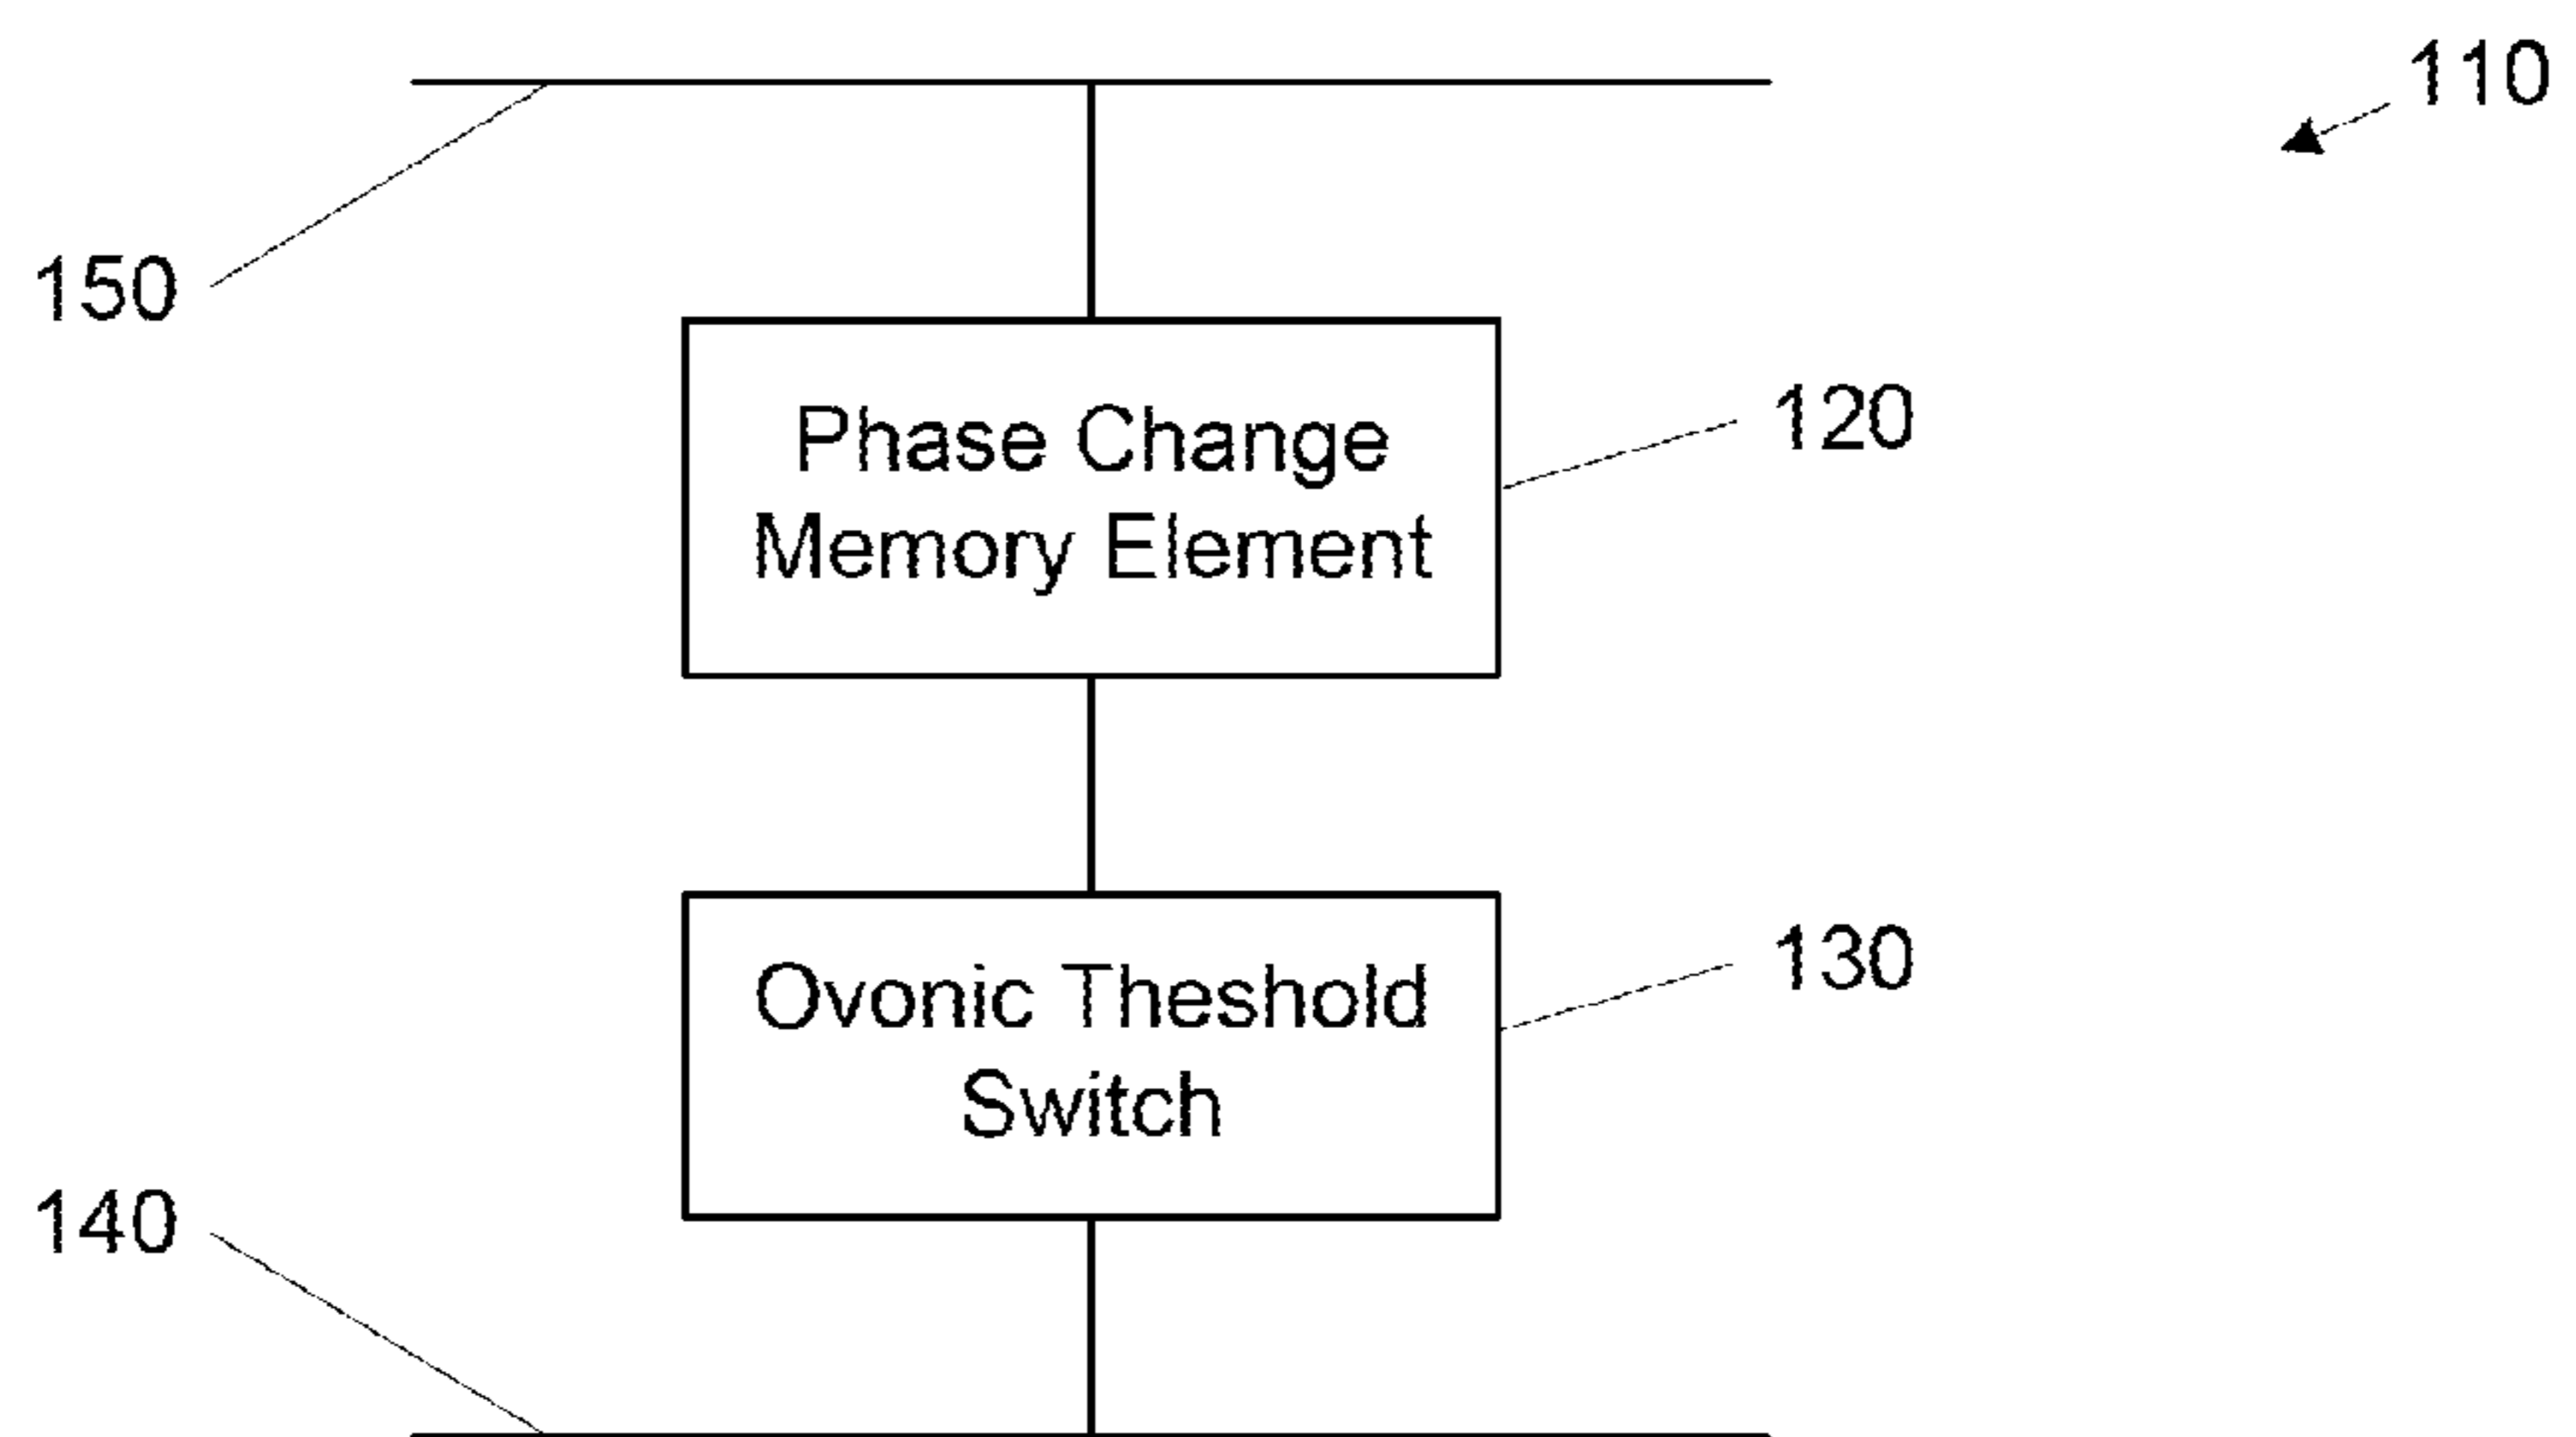 110
150
Phase Change
Memory Element
120
Ovonic Theshold
Switch
130
140